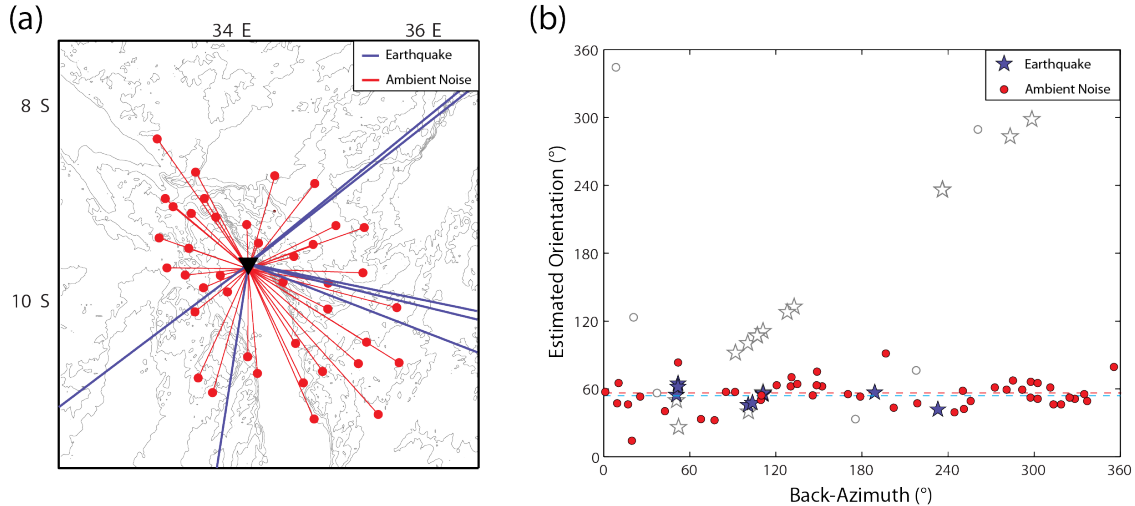 (a)
34 E 36 E
Earthquake
Ambient Noise
8 S
10 S
(b)
360
300
240
180
120
60
0
Estimated Orientation (°)
Earthquake
Ambient Noise
0 60 120 180 240 300 360
Back-Azimuth (°)